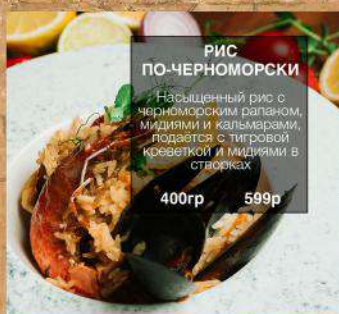 РИС
ПО-ЧЕРНОМОРСКИ
Насыщенный рис с
черноморским рапаном,
мидиями и кальмарами,
подаётся с тигровой
креветкой и мидиями в
створках
400гр 599р